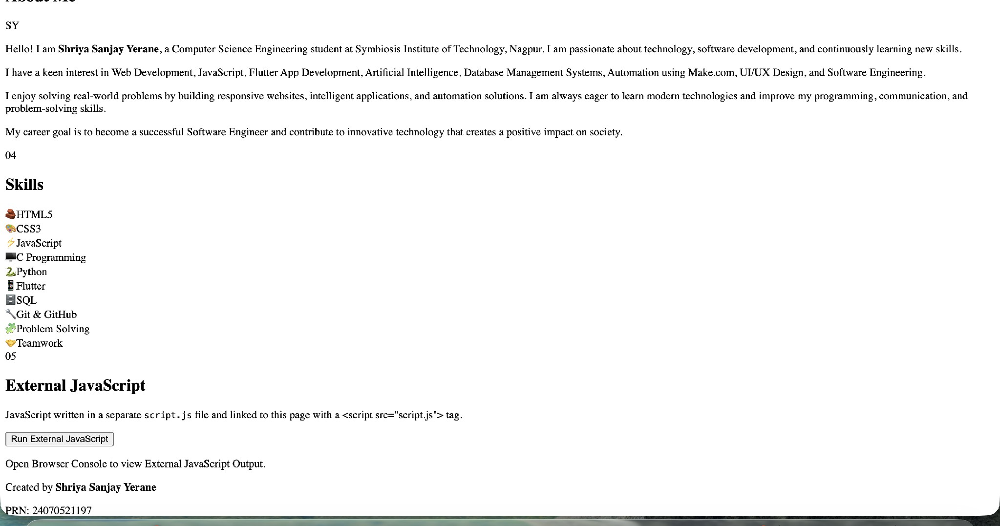 About Me
SY
Hello! I am Shriya Sanjay Yerane, a Computer Science Engineering student at Symbiosis Institute of Technology, Nagpur. I am passionate about technology, software development, and continuously learning new skills.
I have a keen interest in Web Development, JavaScript, Flutter App Development, Artificial Intelligence, Database Management Systems, Automation using Make.com, UI/UX Design, and Software Engineering.
I enjoy solving real-world problems by building responsive websites, intelligent applications, and automation solutions. I am always eager to learn modern technologies and improve my programming, communication, and
problem-solving skills.
My career goal is to become a successful Software Engineer and contribute to innovative technology that creates a positive impact on society.
04
Skills
HTML5
CSS3
JavaScript
C Programming
Python
Flutter
SQL
Git & GitHub
Problem Solving
Teamwork
05
External JavaScript
JavaScript written in a separate script.js file and linked to this page with a <script src="script.js"> tag.
Run External JavaScript
Open Browser Console to view External JavaScript Output.
Created by Shriya Sanjay Yerane
PRN: 24070521197